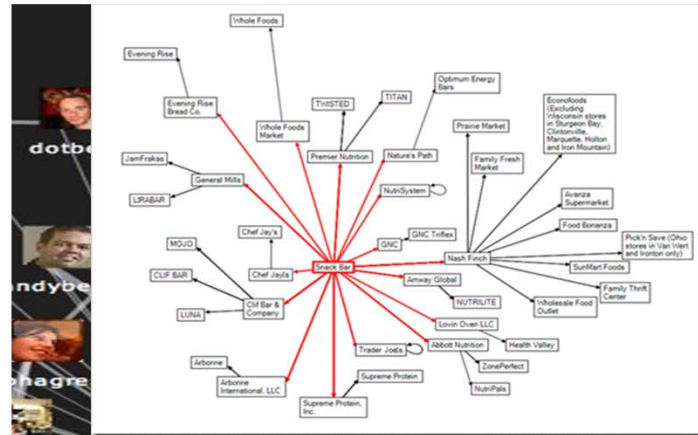 Whole Foods
Evening Rise
Evening Rise
Bread Co.
Whole Foods
Market
TWISTED
TITAN
Optimum Energy
Bars
Premier Nutrition
Nature's Path
Prairie Market
Family Fresh
Market
Econofoods
(Excluding
Wisconsin stores
in Sturgeon Bay,
Clintonville,
Marquette, Holton
and Iron Mountain)
dotbe
JamFrakas
General Mills
LIRABAR
NutriSystem
Avanza
Supermarket
Food Bonanza
Chef Jay's
GNC Triflex
GNC
MOJO
Nash Finch
Pick'n Save (Ohio
stores in Van Wert
and Ironton only)
Snack Bar
SunMart Foods
CLIF BAR
Chef Jay's
Amway Global
Family Thrift
Center
ndybe
NUTRILITE
Wholesale Food
Outlet
Clif Bar &
Company
LUNA
Lovin Oven LLC
Health Valley
Trader Joe's
Abbott Nutrition
ZonePerfect
Arbonne
Supreme Protein
NutriPals
Arbonne
International, LLC
hagre
Supreme Protein,
Inc.